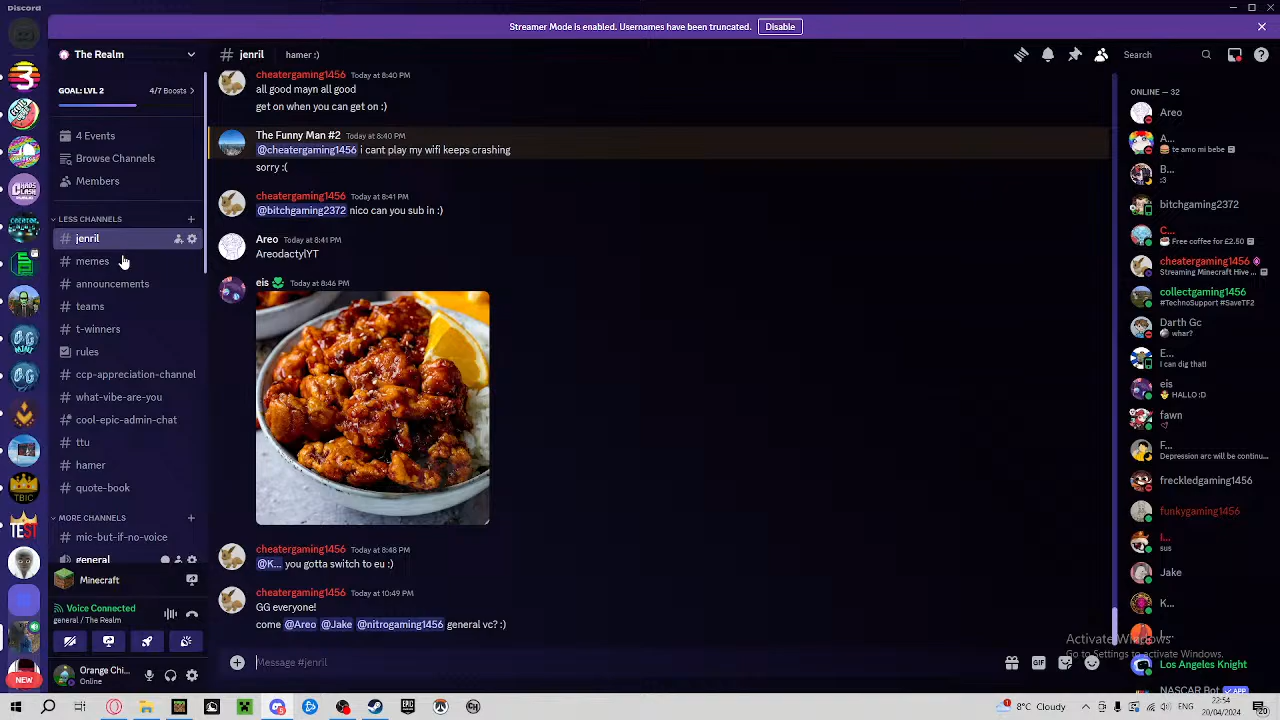 Discord
Streamer Mode is enabled. Usernames have been truncated.
Disable
The Realm
jenril
hamer :)
Search
GOAL: LVL 2
4/7 Boosts
4 Events
Browse Channels
Members
LESS CHANNELS
jenril
memes
announcements
teams
t-winners
rules
ccp-appreciation-channel
what-vibe-are-you
cool-epic-admin-chat
ttu
hamer
quote-book
MORE CHANNELS
mic-but-if-no-voice
general
Minecraft
Voice Connected
general / The Realm
Orange Chi...
Online
NEW
TBIC
TEST
cheatergaming1456 Today at 8:40 PM
all good mayn all good
get on when you can get on :)
The Funny Man #2 Today at 8:40 PM
@cheatergaming1456 i cant play my wifi keeps crashing
sorry :(
cheatergaming1456 Today at 8:41 PM
@bitchgaming2372 nico can you sub in :)
Areo Today at 8:41 PM
AreodactylYT
eis Today at 8:46 PM
cheatergaming1456 Today at 8:48 PM
@K... you gotta switch to eu :)
cheatergaming1456 Today at 10:49 PM
GG everyone!
come @Areo @Jake @nitrogaming1456 general vc? :)
Message #jenril
GIF
ONLINE — 32
Areo
A...
te amo mi bebe
B...
:3
bitchgaming2372
C...
Free coffee for £2.50
cheatergaming1456
Streaming Minecraft Hive ...
collectgaming1456
#TechnoSupport #SaveTF2
Darth Gc
whar?
E...
I can dig that!
eis
HALLO :D
fawn
F...
Depression arc will be continu...
freckledgaming1456
funkygaming1456
I...
sus
Jake
K...
Los Angeles Knight
NASCAR Bot
APP
Activate Windows
Go to Settings to activate Windows.
8°C Cloudy
ENG
22:54
20/04/2024